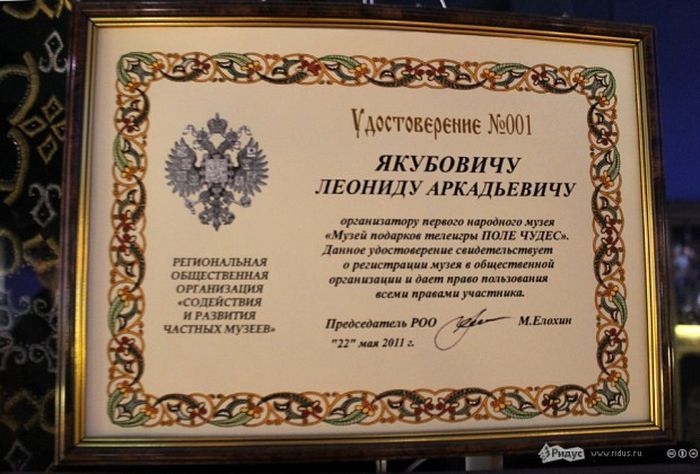 Удостоверение №001
ЯКУБОВИЧУ
ЛЕОНИДУ АРКАДЬЕВИЧУ
организатору первого народного музея
«Музей подарков телеигры ПОЛЕ ЧУДЕС».
Данное удостоверение свидетельствует
о регистрации музея в общественной
организации и дает право пользования
всеми правами участника.
РЕГИОНАЛЬНАЯ
ОБЩЕСТВЕННАЯ
ОРГАНИЗАЦИЯ
«СОДЕЙСТВИЯ
И РАЗВИТИЯ
ЧАСТНЫХ МУЗЕЕВ»
Председатель РОО М.Елохин
"22" мая 2011 г.
Ридус www.ridus.ru